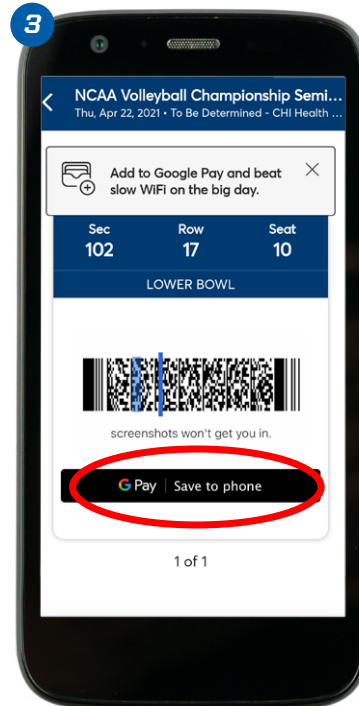 3
NCAA Volleyball Championship Semi...
Thu, Apr 22, 2021 • To Be Determined - CHI Health ...
Add to Google Pay and beat
slow WiFi on the big day.
Sec Row Seat
102 17 10
LOWER BOWL
screenshots won't get you in.
G Pay | Save to phone
1 of 1